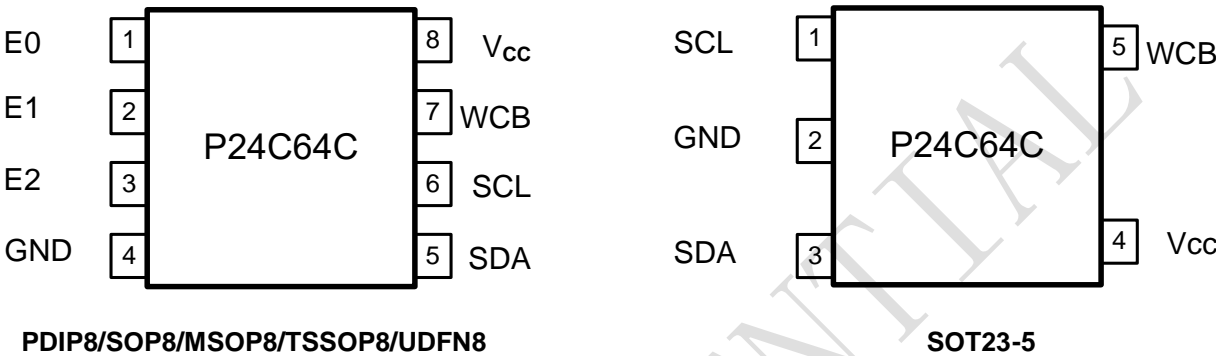 E0 1 8 Vcc
E1 2 7 WCB
P24C64C
E2 3 6 SCL
GND 4 5 SDA
PDIP8/SOP8/MSOP8/TSSOP8/UDFN8
SCL 1 5 WCB
GND 2 P24C64C
SDA 3 4 Vcc
SOT23-5